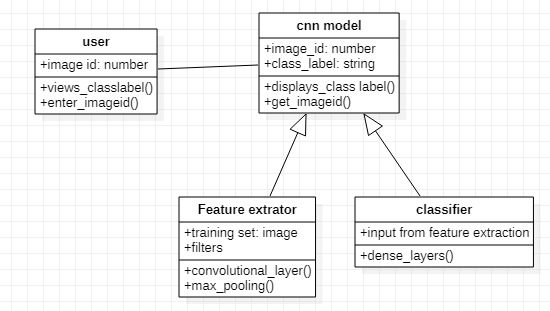 user
+image id: number
+views_classlabel()
+enter_imageid()
cnn model
+image_id: number
+class_label: string
+displays_class label()
+get_imageid()
Feature extrator
+training set: image
+filters
+convolutional_layer()
+max_pooling()
classifier
+input from feature extraction
+dense_layers()